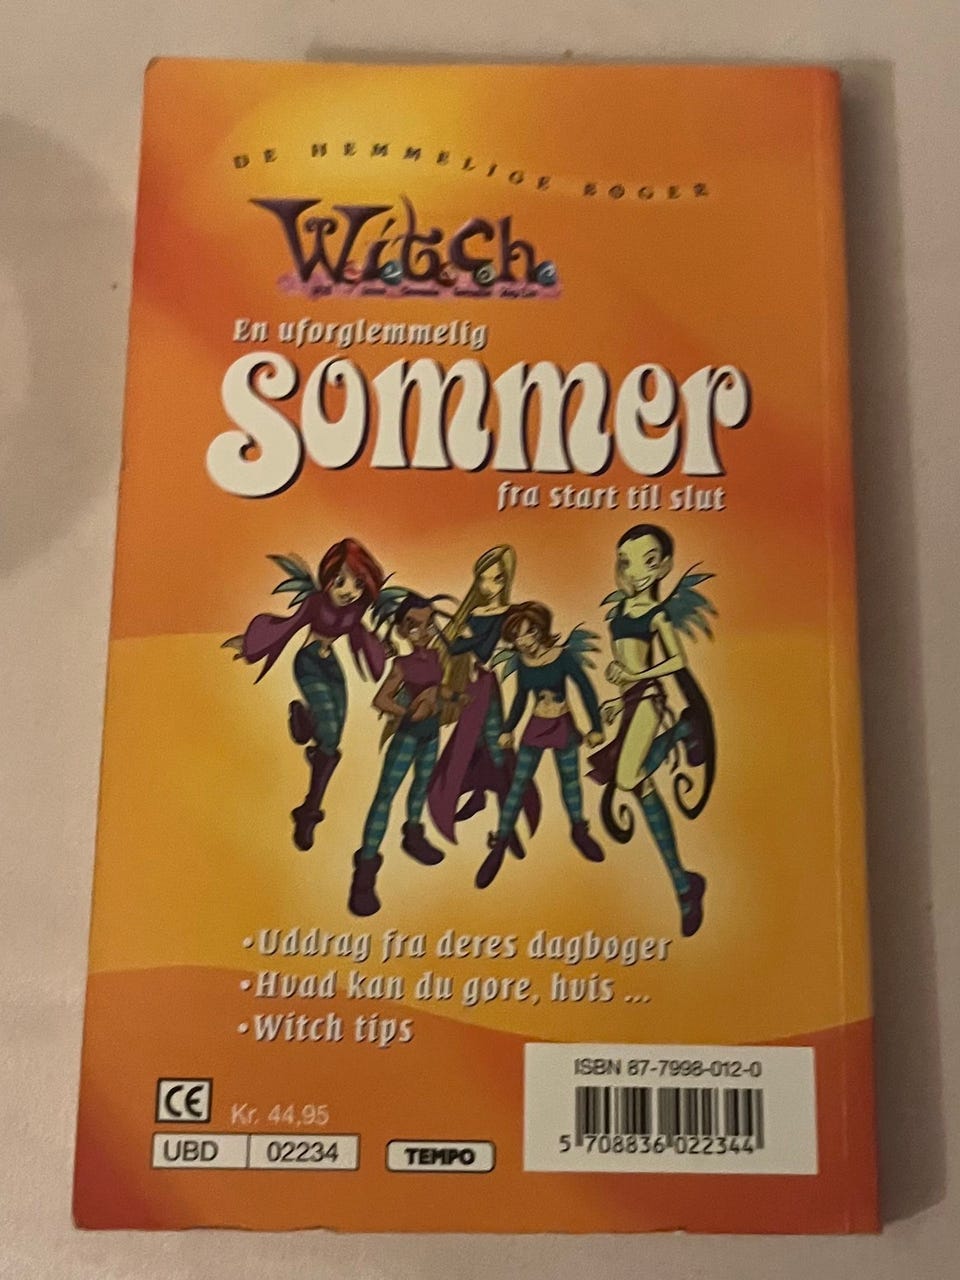 DE HEMMELIGE BØGER
Witch
En uforglemmelig
Sommer
fra start til slut
•Uddrag fra deres dagbøger
•Hvad kan du gøre, hvis ...
•Witch tips
ISBN 87-7998-012-0
CE
Kr. 44,95
UBD 02234
TEMPO
5 708836 022344